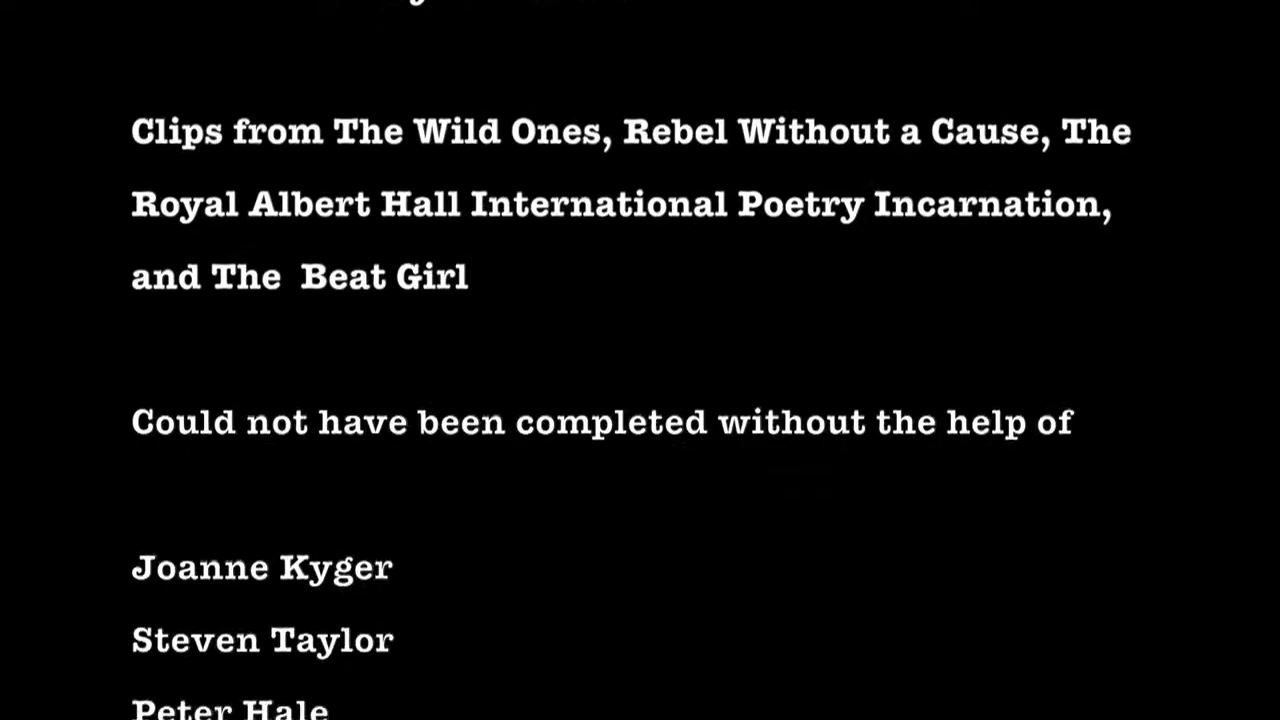 Clips from The Wild Ones, Rebel Without a Cause, The
Royal Albert Hall International Poetry Incarnation,
and The  Beat Girl
Could not have been completed without the help of
Joanne Kyger
Steven Taylor
Peter Hale